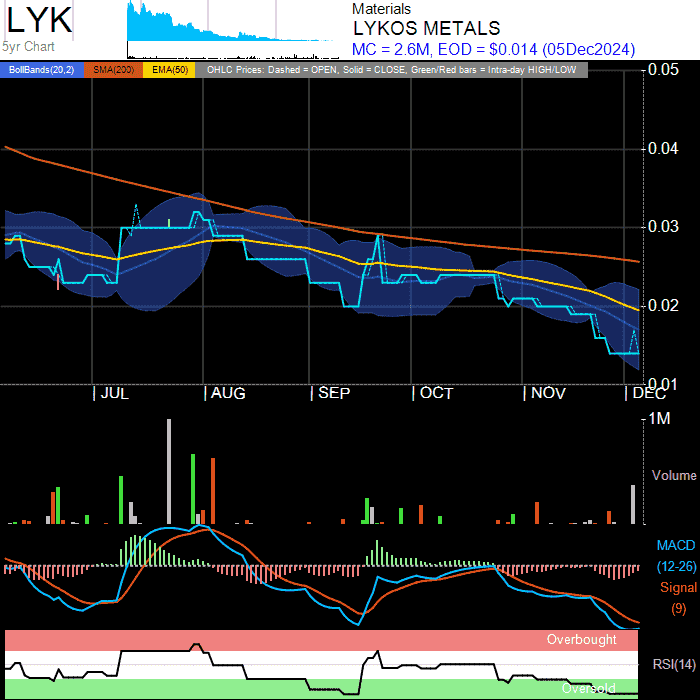 LYK
5yr Chart
Materials
LYKOS METALS
MC = 2.6M, EOD = $0.014 (05Dec2024)
BollBands(20,2) SMA(200) EMA(50) OHLC Prices: Dashed = OPEN, Solid = CLOSE, Green/Red bars = Intra-day HIGH/LOW
0.05
0.04
0.03
0.02
0.01
JUL AUG SEP OCT NOV DEC
1M
Volume
MACD
(12-26)
Signal
(9)
Overbought
RSI(14)
Oversold